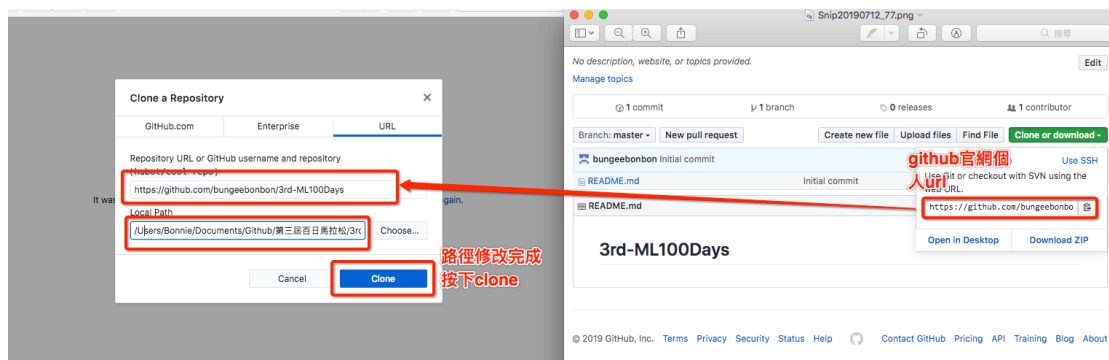 Clone a Repository
GitHub.com Enterprise URL
Repository URL or GitHub username and repository
https://github.com/bungeebonbon/3rd-ML100Days
It was
gain.
Local Path
/Users/Bonnie/Documents/Github/第三屆百日馬拉松/3rd
Choose...
Cancel Clone
路徑修改完成
按下clone
Snip20190712_77.png
搜尋
No description, website, or topics provided.
Edit
Manage topics
1 commit 1 branch 0 releases 1 contributor
Branch: master New pull request Create new file Upload files Find File Clone or download
bungeebonbon Initial commit
github官網個
人url
Use SSH
Use Git or checkout with SVN using the
web URL.
https://github.com/bungeebonbo
README.md Initial commit
README.md
Open in Desktop Download ZIP
3rd-ML100Days
© 2019 GitHub, Inc. Terms Privacy Security Status Help Contact GitHub Pricing API Training Blog About